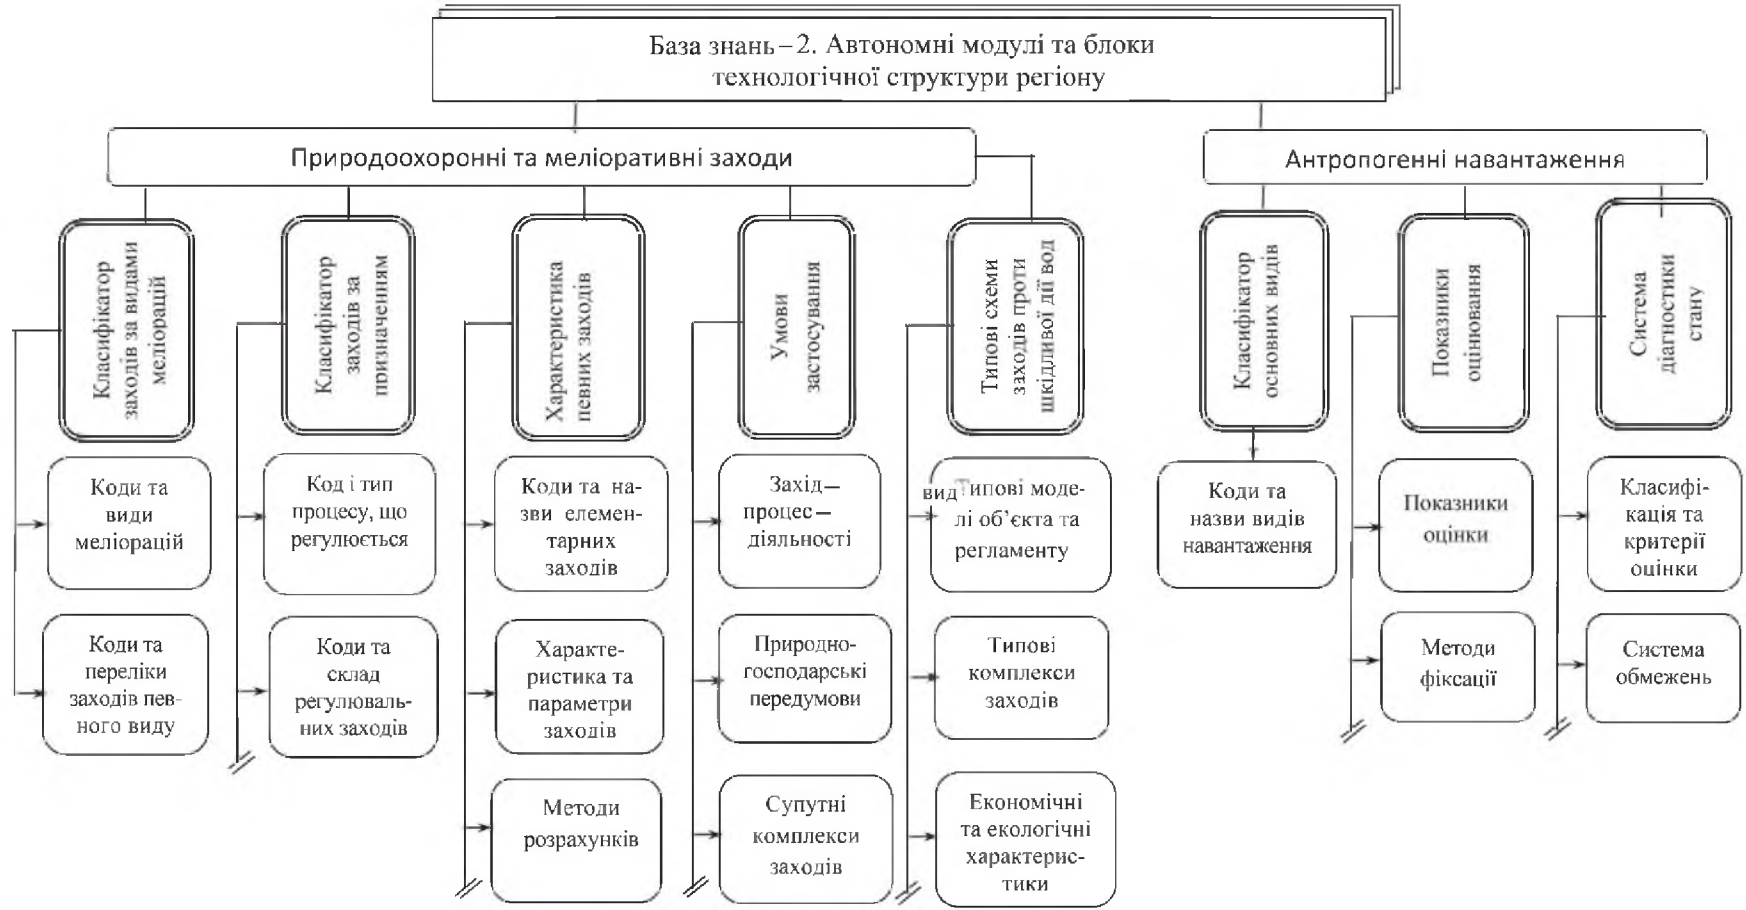 База знань–2. Автономні модулі та блоки
технологічної структури регіону
Природоохоронні та меліоративні заходи
Антропогенні навантаження
Класифікатор
заходів за видами
меліорацій
Класифікатор
заходів за
призначенням
Характеристика
певних заходів
Умови
застосування
Типові схеми
заходів проти
шкідливої дії вод
Класифікатор
основних видів
Показники
оцінювання
Система
діагностики
стану
Коди та
види
меліорацій
Код і тип
процесу, що
регулюється
Коди та на-
зви елемен-
тарних
заходів
Захід–
процес–
вид
діяльності
Типові моде-
лі об’єкта та
регламенту
Коди та
назви видів
навантаження
Показники
оцінки
Класифі-
кація та
критерії
оцінки
Коди та
переліки
заходів пев-
ного виду
Коди та
склад
регулюваль-
них заходів
Характе-
ристика та
параметри
заходів
Природно-
господарські
передумови
Типові
комплекси
заходів
Методи
фіксації
Система
обмежень
Методи
розрахунків
Супутні
комплекси
заходів
Економічні
та екологічні
характерис-
тики